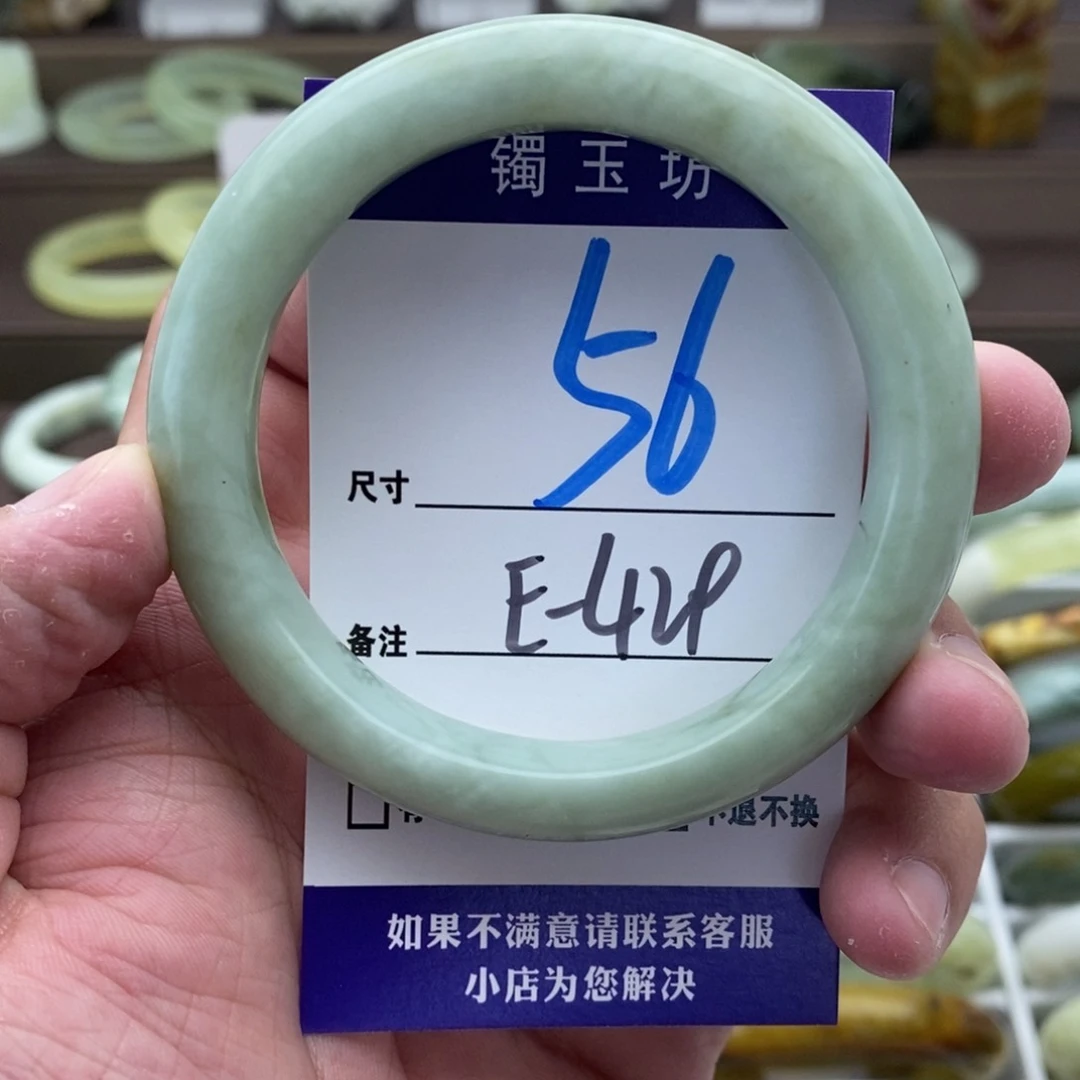 镯玉坊
尺寸 56
备注 E-428
不退不换
如果不满意请联系客服
小店为您解决